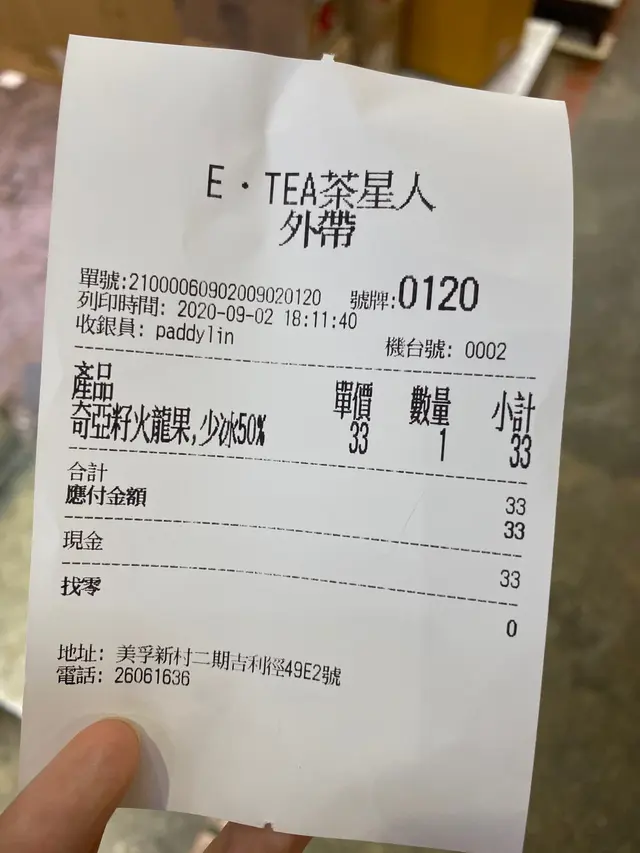 E·TEA茶星人
外帶
單號:21000060902009020120 號牌:0120
列印時間: 2020-09-02 18:11:40
收銀員: paddylin 機台號: 0002
產品 單價 數量 小計
奇亞籽火龍果,少冰50% 33 1 33
合計 33
應付金額 33
現金 33
找零 0
地址: 美孚新村二期吉利徑49E2號
電話: 26061636